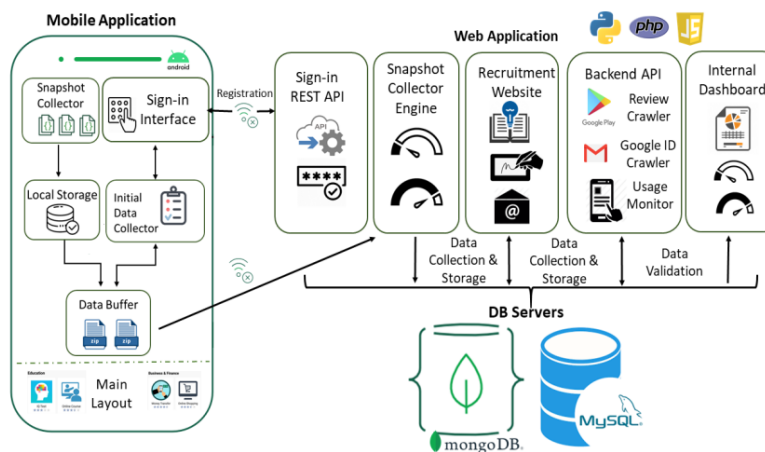 Mobile Application
android
Snapshot
Collector
Sign-in
Interface
Local Storage
Initial
Data
Collector
Data Buffer
zip
zip
Education
Business & Finance
Main
Layout
Registration
Web Application
php
JS
Sign-in
REST API
API
****
Snapshot
Collector
Engine
Recruitment
Website
@
Backend API
Google Play
Review
Crawler
Google ID
Crawler
Usage
Monitor
Internal
Dashboard
Data
Collection &
Storage
Data
Collection &
Storage
Data
Validation
DB Servers
mongoDB®
MySQL®